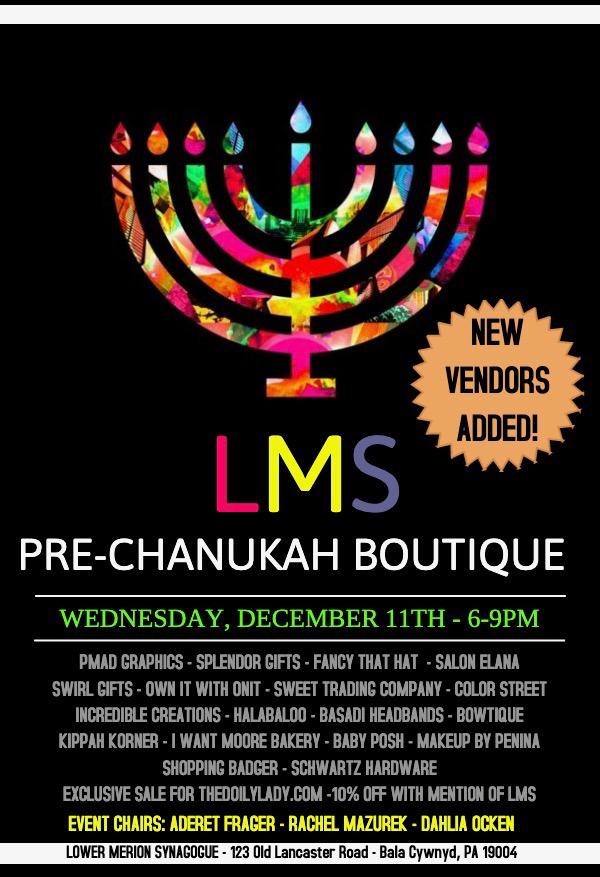 NEW
VENDORS
ADDED!
LMS
PRE-CHANUKAH BOUTIQUE
WEDNESDAY, DECEMBER 11TH - 6-9PM
PMAD GRAPHICS - SPLENDOR GIFTS - FANCY THAT HAT - SALON ELANA
SWIRL GIFTS - OWN IT WITH ONIT - SWEET TRADING COMPANY - COLOR STREET
INCREDIBLE CREATIONS - HALABALOO - BASADI HEADBANDS - BOWTIQUE
KIPPAH KORNER - I WANT MOORE BAKERY - BABY POSH - MAKEUP BY PENINA
SHOPPING BADGER - SCHWARTZ HARDWARE
EXCLUSIVE SALE FOR THEDOILYLADY.COM -10% OFF WITH MENTION OF LMS
EVENT CHAIRS: ADERET FRAGER - RACHEL MAZUREK - DAHLIA OCKEN
LOWER MERION SYNAGOGUE - 123 Old Lancaster Road - Bala Cywnyd, PA 19004